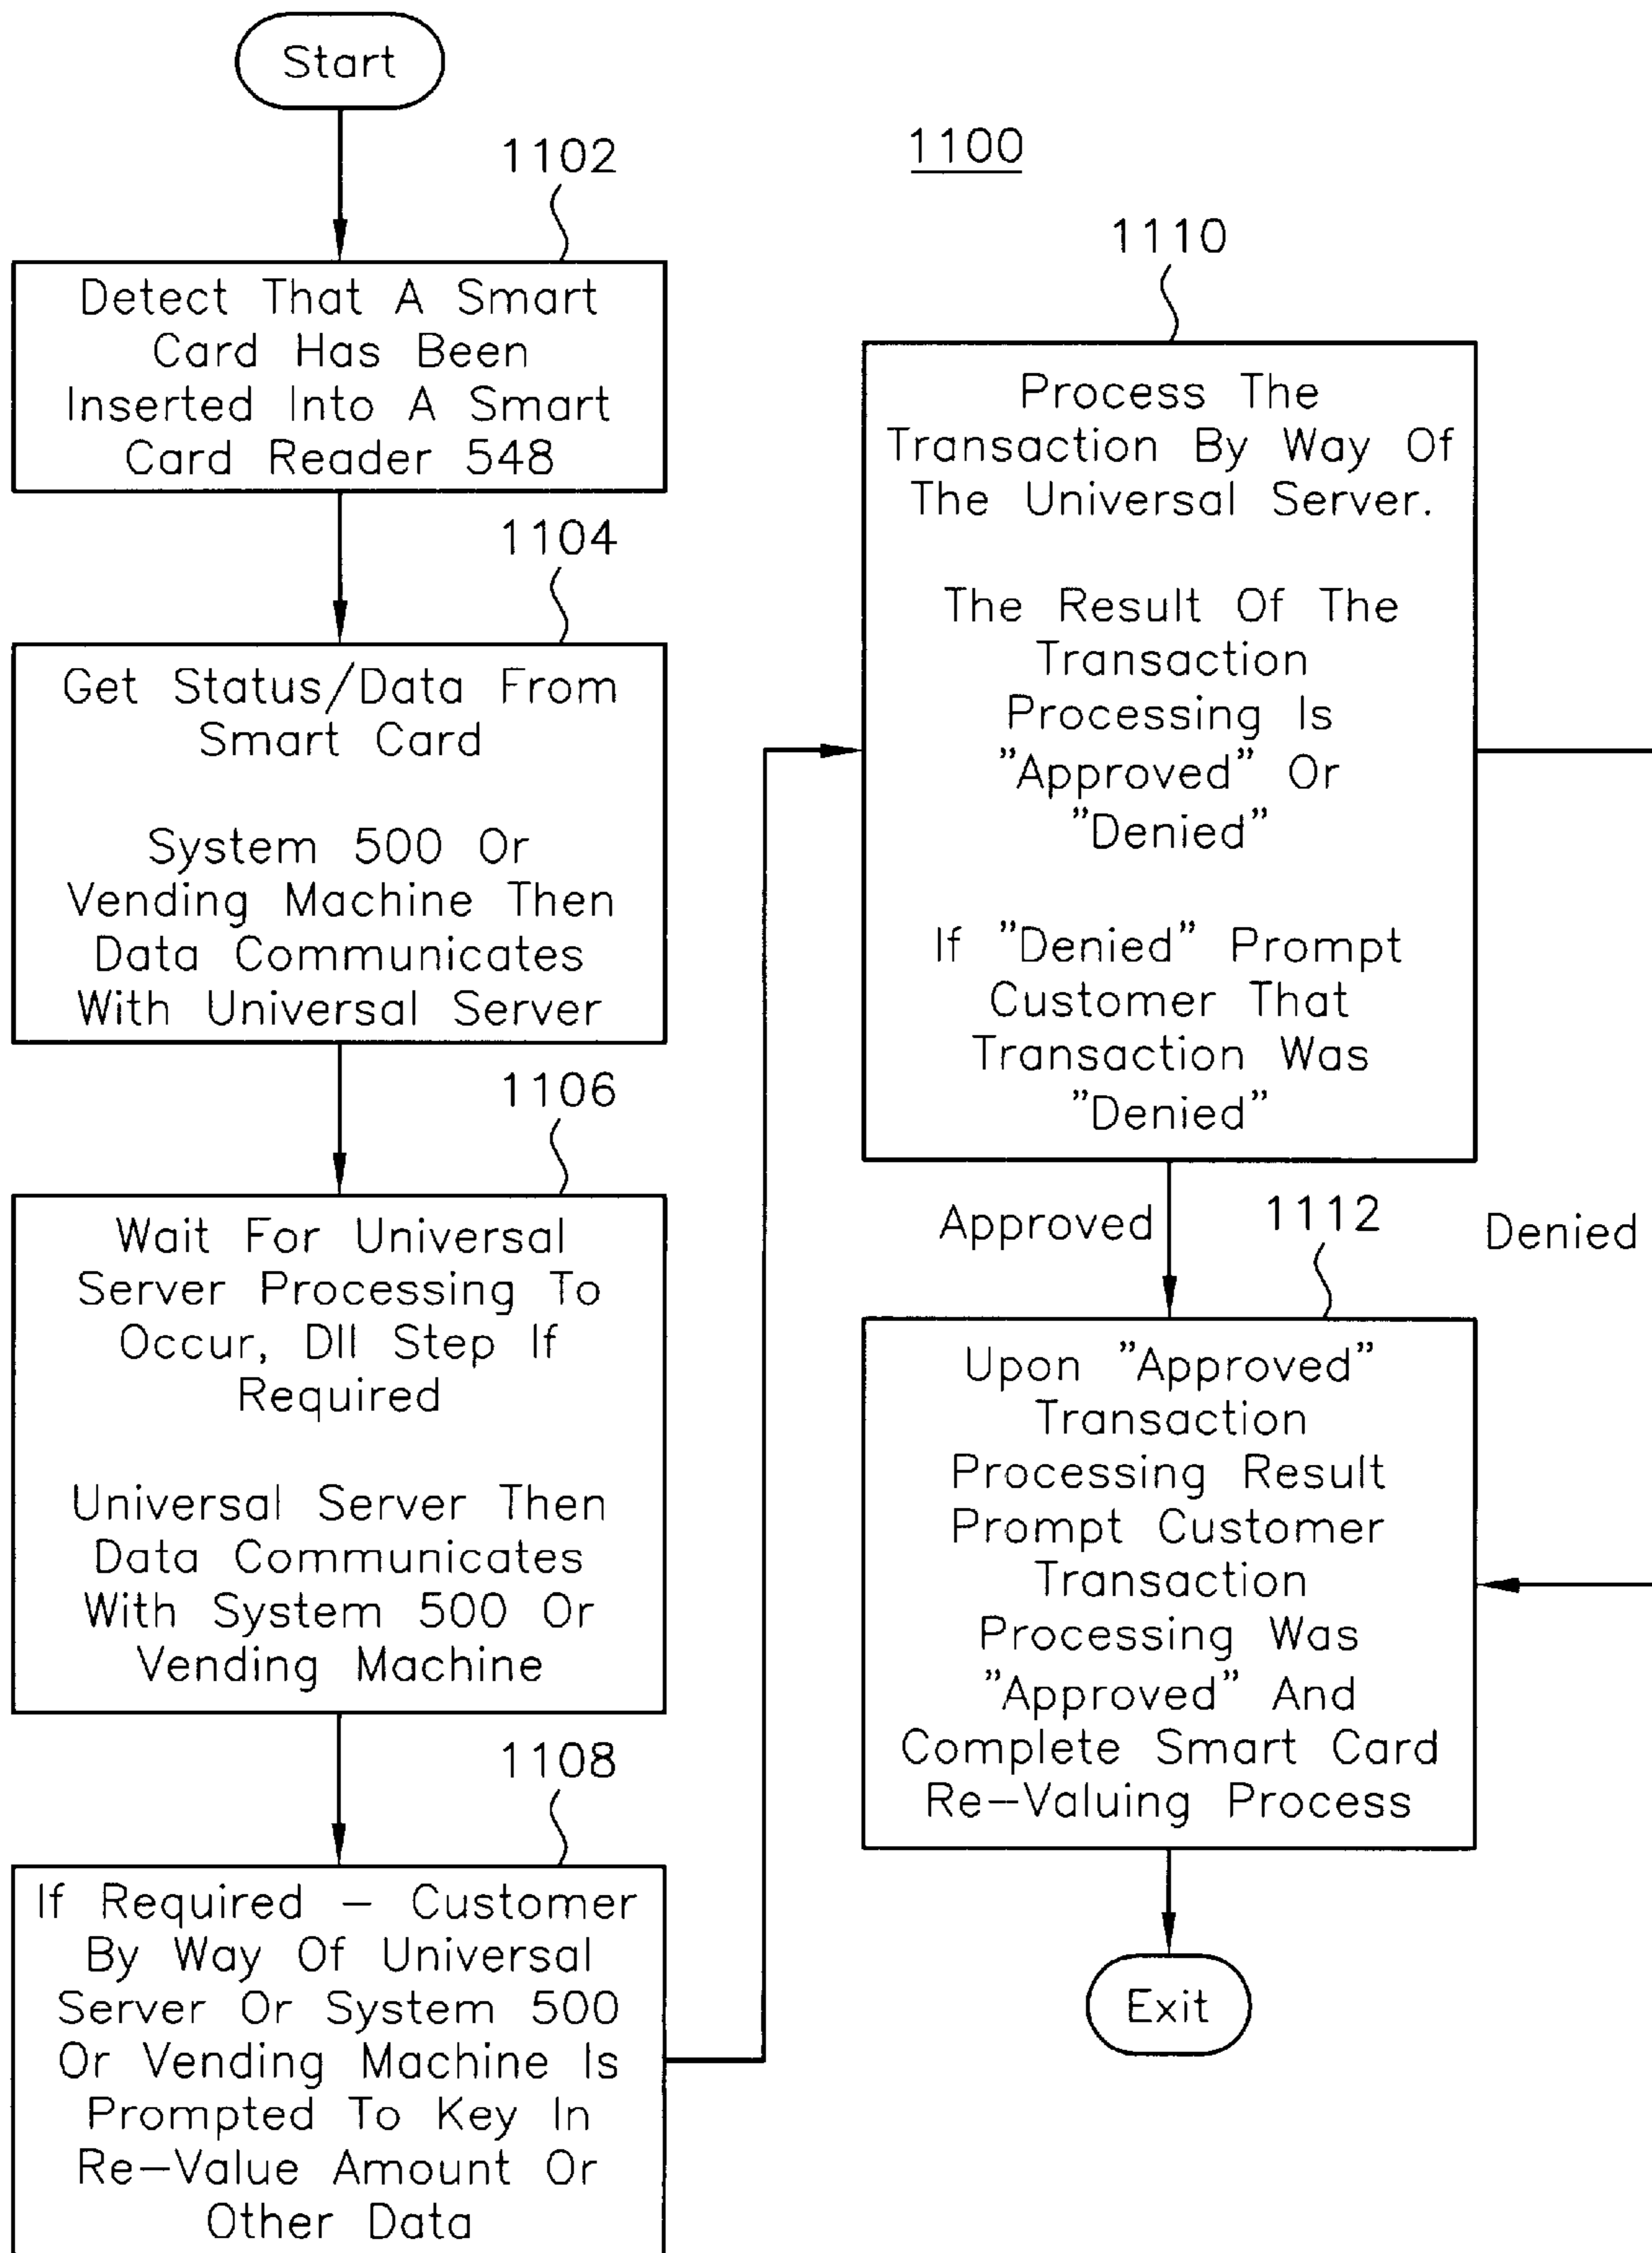 Start
1102
Detect That A Smart
Card Has Been
Inserted Into A Smart
Card Reader 548
1104
Get Status/Data From
Smart Card
System 500 Or
Vending Machine Then
Data Communicates
With Universal Server
1106
Wait For Universal
Server Processing To
Occur, Dll Step If
Required
Universal Server Then
Data Communicates
With System 500 Or
Vending Machine
1108
If Required – Customer
By Way Of Universal
Server Or System 500
Or Vending Machine Is
Prompted To Key In
Re–Value Amount Or
Other Data
1100
1110
Process The
Transaction By Way Of
The Universal Server.
The Result Of The
Transaction
Processing Is
"Approved" Or
"Denied"
If "Denied" Prompt
Customer That
Transaction Was
"Denied"
Approved
1112
Denied
Upon "Approved"
Transaction
Processing Result
Prompt Customer
Transaction
Processing Was
"Approved" And
Complete Smart Card
Re–Valuing Process
Exit